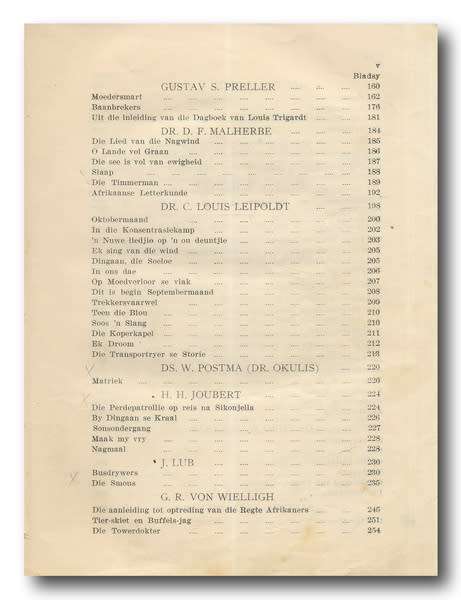 v
Bladsy
GUSTAV S. PRELLER .... .... .... 160
Moedersmart .... .... .... .... .... .... .... .... 162
Baanbrekers .... .... .... .... .... .... .... .... 176
Uit die inleiding van die Dagboek van Louis Trigardt .... .... 181
DR. D. F. MALHERBE .... .... .... 184
Die Lied van die Nagwind .... .... .... .... .... .... 185
O Lande vol Graan .... .... .... .... .... .... .... 186
Die see is vol van ewigheid .... .... .... .... .... .... 187
Slaap .... .... .... .... .... .... .... .... 188
Die Timmerman .... .... .... .... .... .... .... .... 189
Afrikaanse Letterkunde .... .... .... .... .... .... 192
DR. C. LOUIS LEIPOLDT .... .... 198
Oktobermaand .... .... .... .... .... .... .... 200
In die Konsentrasiekamp .... .... .... .... .... .... 202
'n Nuwe liedjie op 'n ou deuntjie .... .... .... .... .... 203
Ek sing van die wind .... .... .... .... .... .... .... 205
Dingaan, die Soeloe .... .... .... .... .... .... .... 205
In ons dae .... .... .... .... .... .... .... .... 206
Op Moedverloor se vlak .... .... .... .... .... .... 207
Dit is begin Septembermaand .... .... .... .... .... 208
Trekkersvaarwel .... .... .... .... .... .... .... 209
Teen die Blou .... .... .... .... .... .... .... 210
Soos 'n Slang .... .... .... .... .... .... .... 210
Die Koperkapel .... .... .... .... .... .... .... 211
Ek Droom .... .... .... .... .... .... .... .... 212
Die Transportryer se Storie .... .... .... .... .... .... 213
DS. W. POSTMA (DR. OKULIS) .... 220
Matriek .... .... .... .... .... .... .... .... 220
H. H. JOUBERT .... .... .... 224
Die Perdepatrollie op reis na Sikonjella .... .... .... .... 224
By Dingaan se Kraal .... .... .... .... .... .... .... 226
Sonsondergang .... .... .... .... .... .... .... 227
Maak my vry .... .... .... .... .... .... .... 228
Nagmaal .... .... .... .... .... .... .... .... 228
J. LUB .... .... .... .... 230
Busdrywers .... .... .... .... .... .... .... .... 230
Die Smous .... .... .... .... .... .... .... .... 235
G. R. VON WIELLIGH
Die aanleiding tot optreding van die Regte Afrikaners .... .... 245
Tier-skiet en Buffels-jag .... .... .... .... .... .... 251
Die Towerdokter .... .... .... .... .... .... .... 254